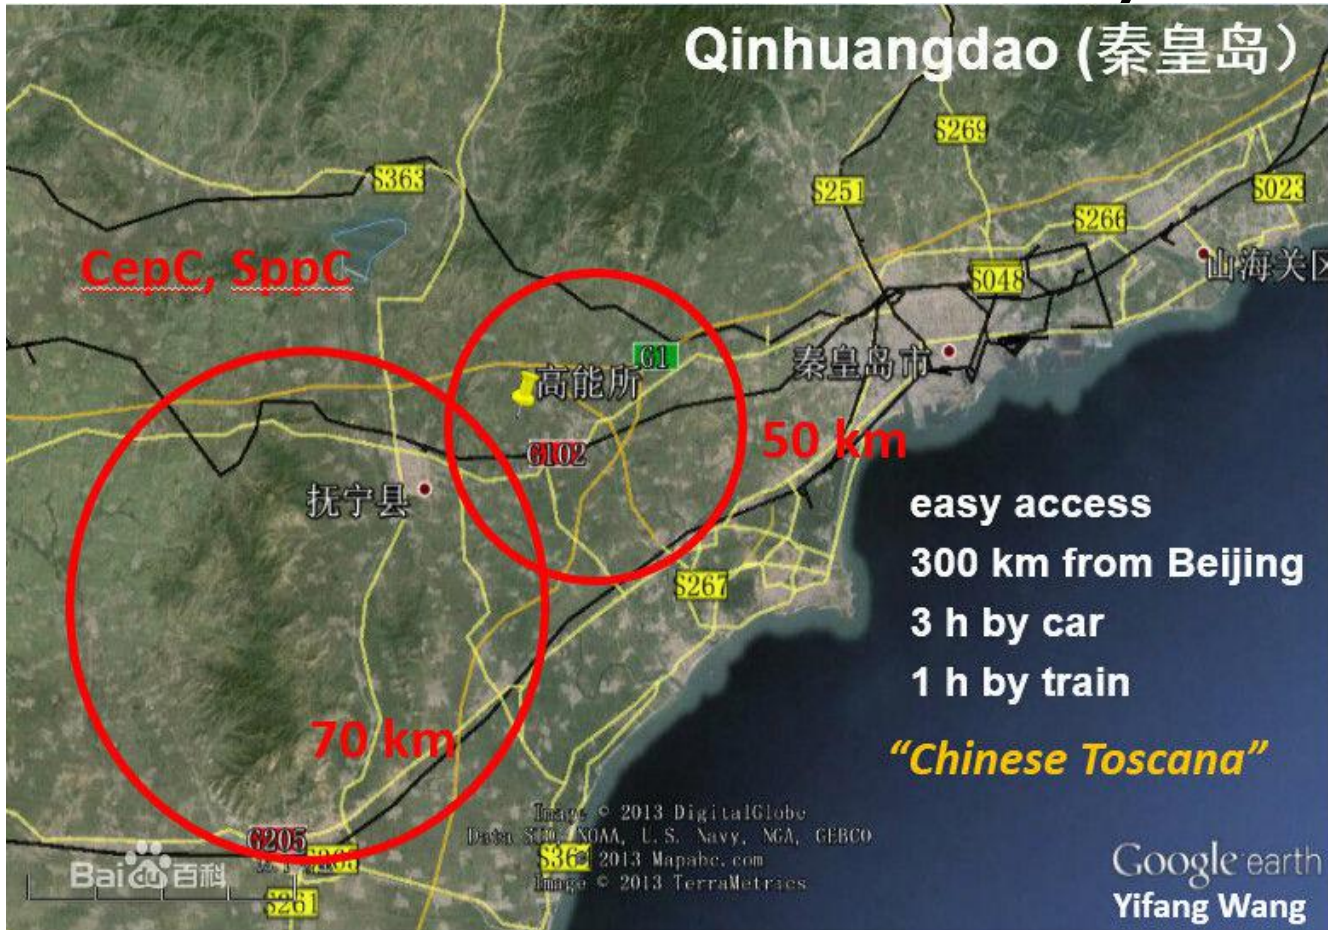 Qinhuangdao (秦皇岛)
S269
S363
S251
S023
S266
CepC, SppC
山海关区
S048
G1
秦皇岛市
高能所
50 km
G102
抚宁县
easy access
300 km from Beijing
S267
3 h by car
1 h by train
70 km
“Chinese Toscana”
Image © 2013 DigitalGlobe
Data SIO, NOAA, U.S. Navy, NGA, GEBCO
G205
© 2013 Mapabc.com
Google earth
Baidu百科
Image © 2013 TerraMetrics
S261
Yifang Wang